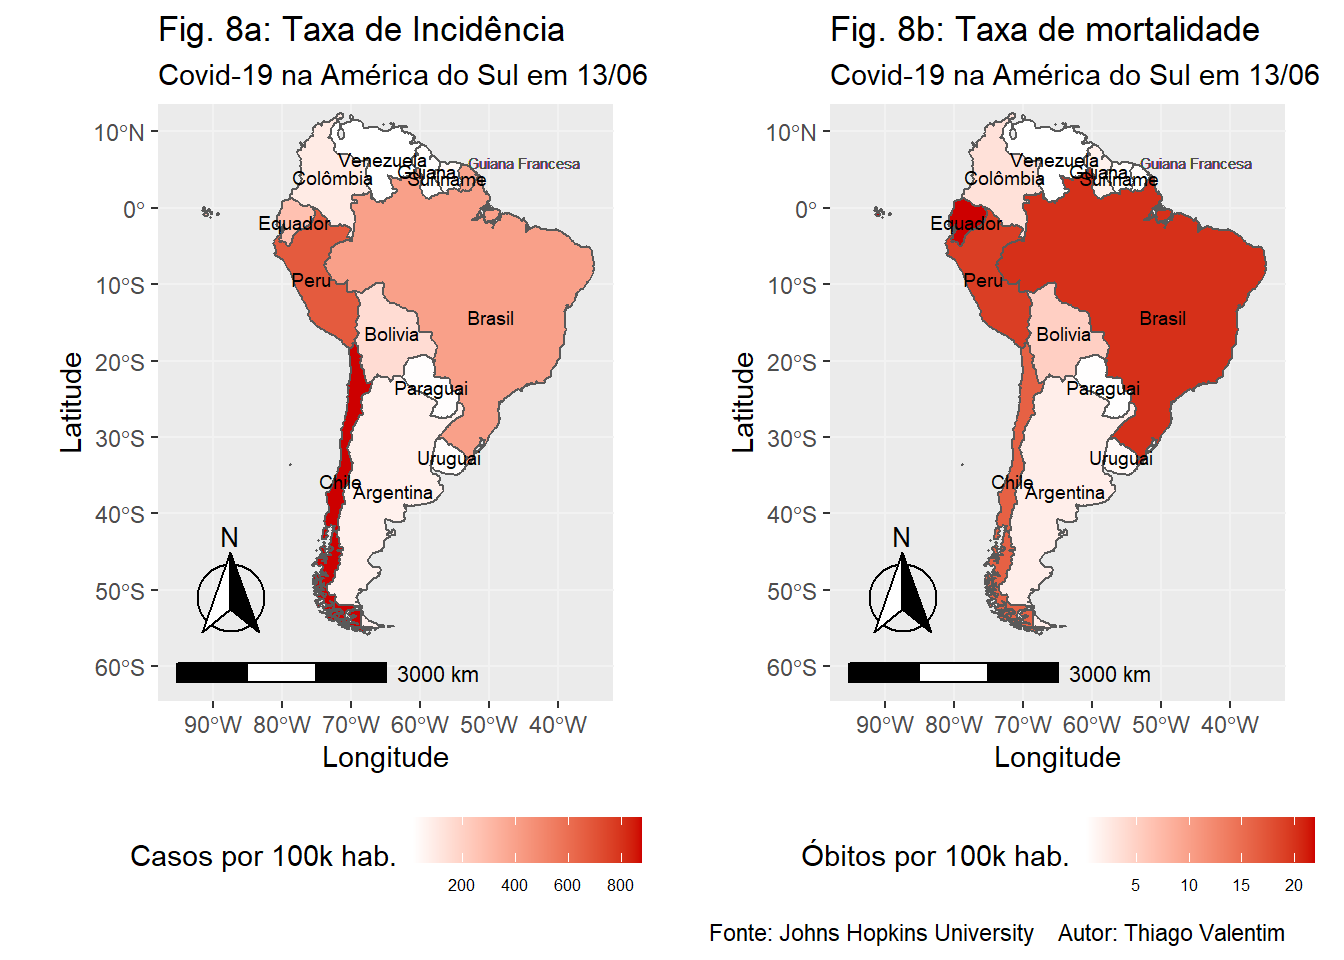 Fig. 8a: Taxa de Incidência
Covid-19 na América do Sul em 13/06
10°N
0°
10°S
20°S
30°S
40°S
50°S
60°S
Latitude
Venezuela
Guiana
Guiana Francesa
Colômbia
Suriname
Equador
Peru
Brasil
Bolivia
Paraguai
Uruguai
Chile
Argentina
N
3000 km
90°W 80°W 70°W 60°W 50°W 40°W
Longitude
Casos por 100k hab.
200 400 600 800
Fig. 8b: Taxa de mortalidade
Covid-19 na América do Sul em 13/06
10°N
0°
10°S
20°S
30°S
40°S
50°S
60°S
Latitude
Venezuela
Guiana
Guiana Francesa
Colômbia
Suriname
Equador
Peru
Brasil
Bolivia
Paraguai
Uruguai
Chile
Argentina
N
3000 km
90°W 80°W 70°W 60°W 50°W 40°W
Longitude
Óbitos por 100k hab.
5 10 15 20
Fonte: Johns Hopkins University Autor: Thiago Valentim